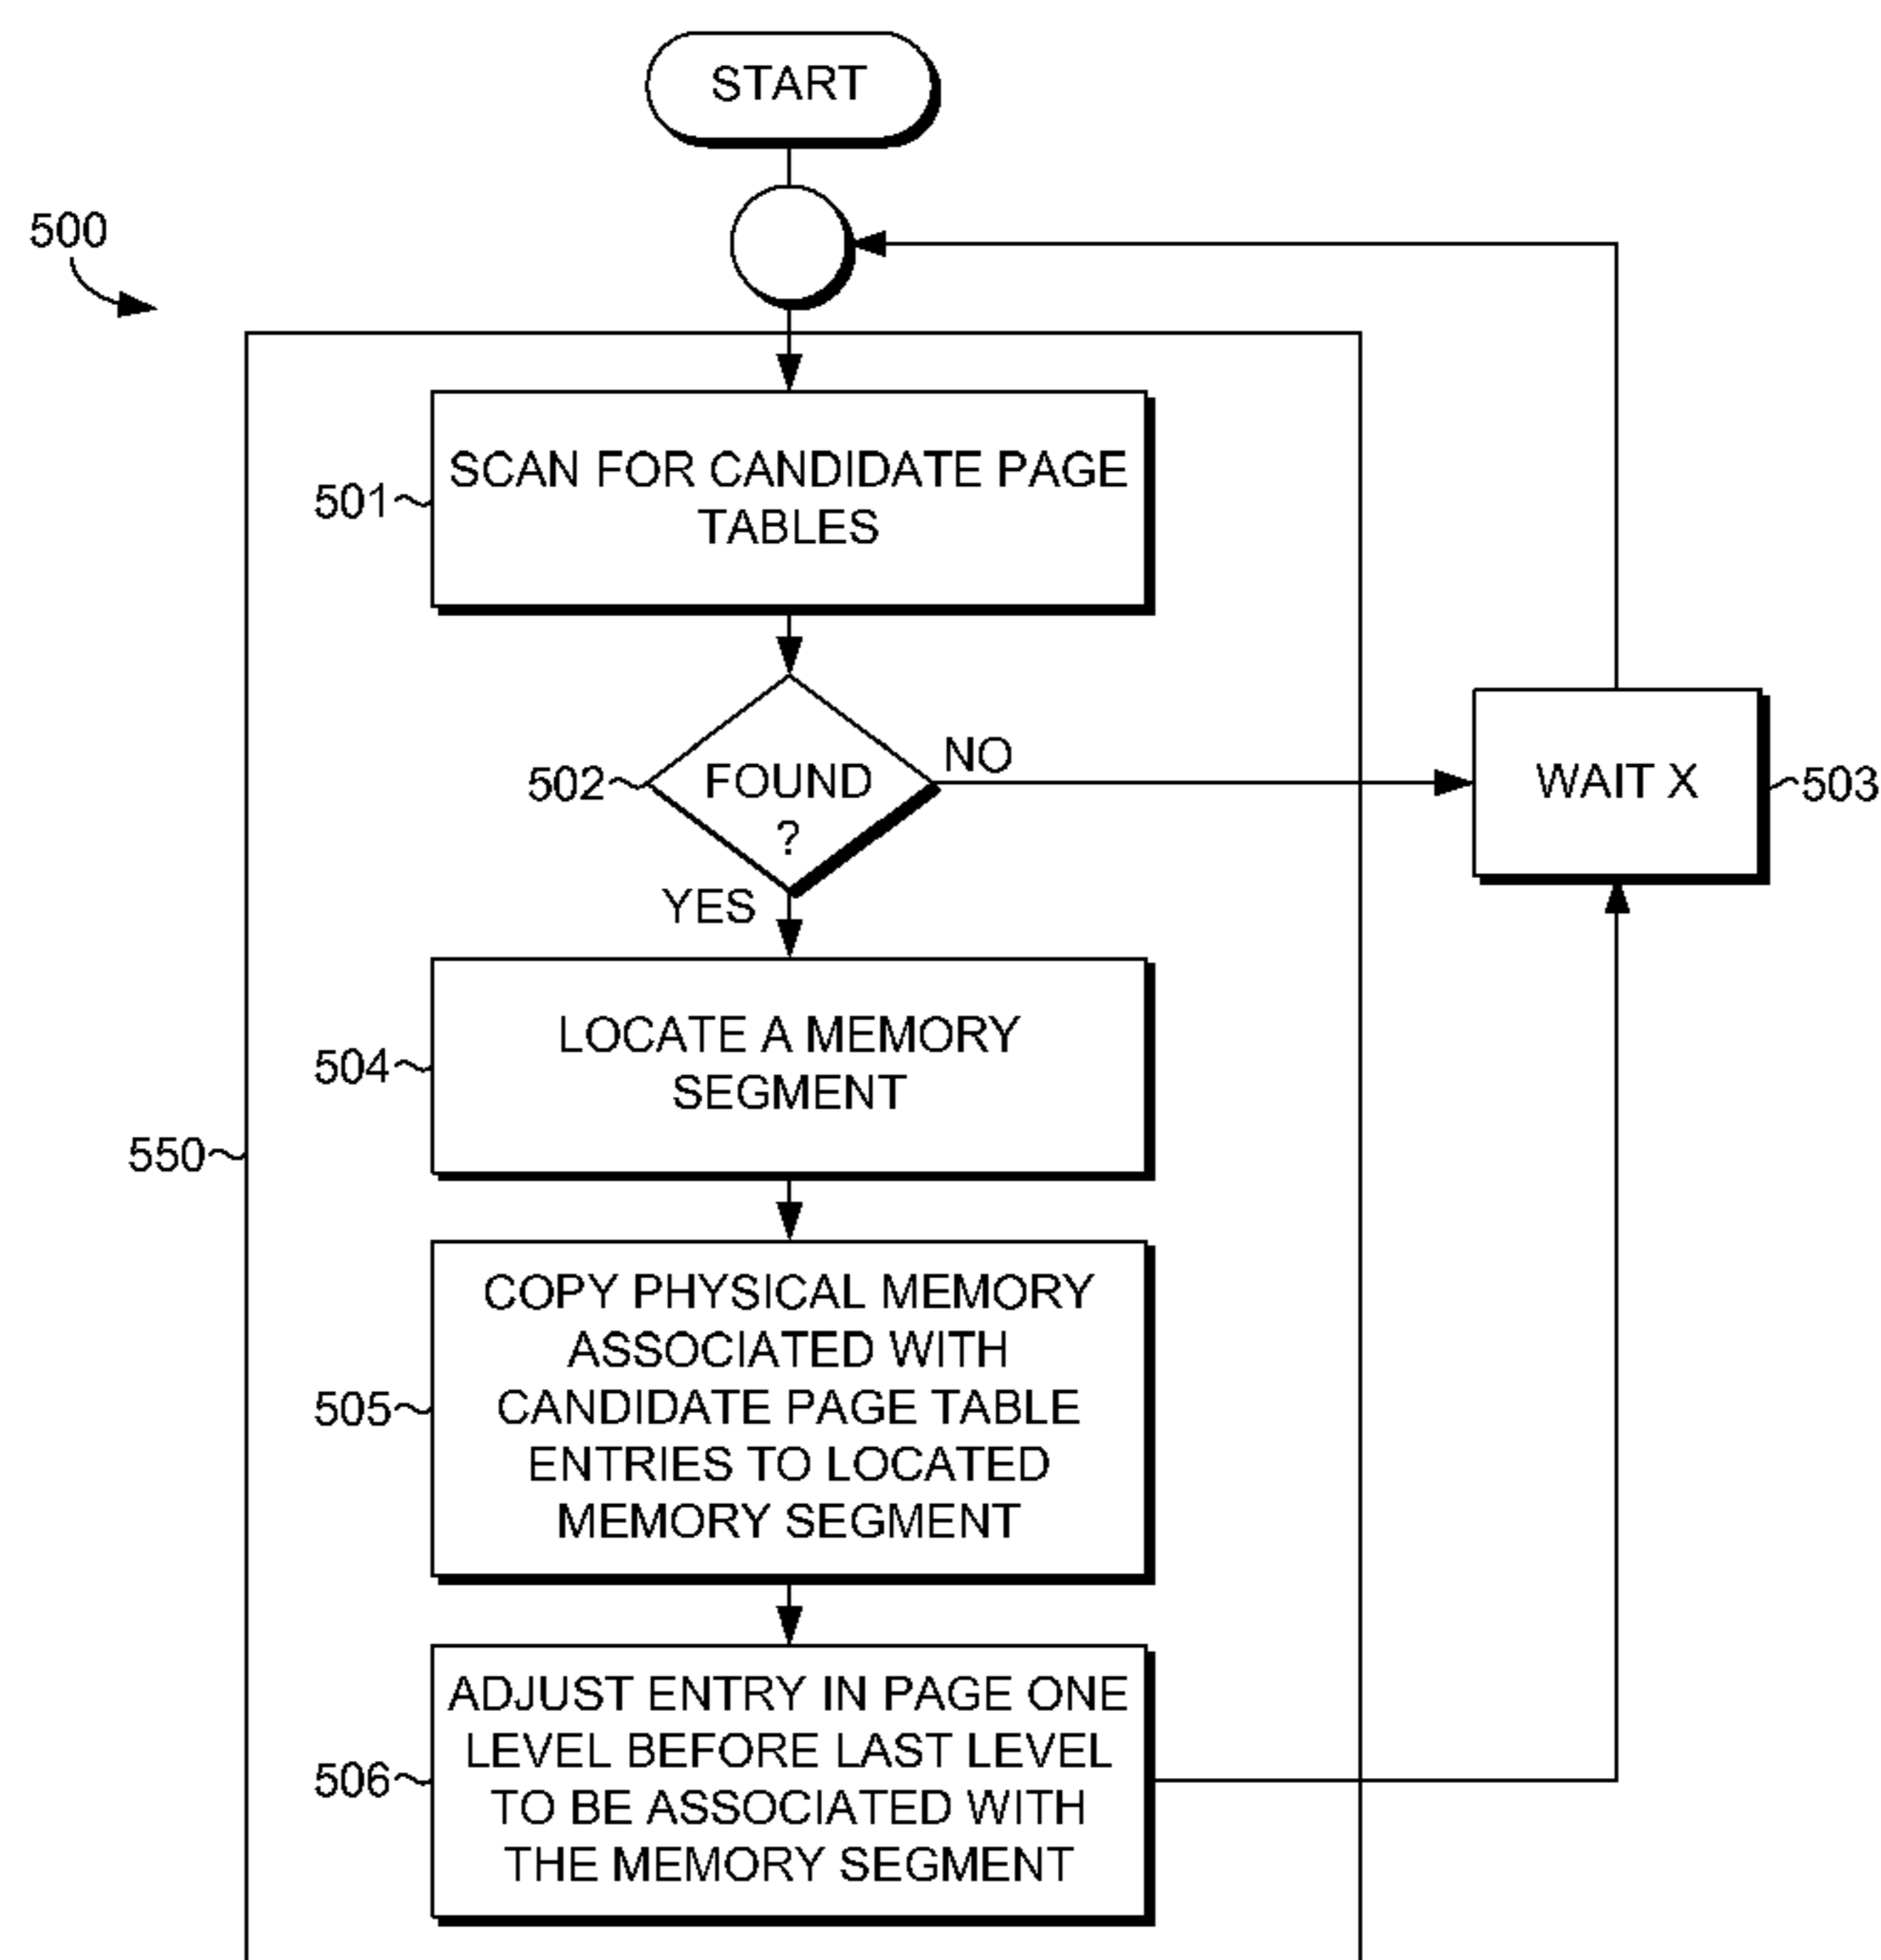 START
500
SCAN FOR CANDIDATE PAGE
TABLES
501
502
FOUND
?
NO
WAIT X
503
YES
LOCATE A MEMORY
SEGMENT
504
550
COPY PHYSICAL MEMORY
ASSOCIATED WITH
CANDIDATE PAGE TABLE
ENTRIES TO LOCATED
MEMORY SEGMENT
505
ADJUST ENTRY IN PAGE ONE
LEVEL BEFORE LAST LEVEL
TO BE ASSOCIATED WITH
THE MEMORY SEGMENT
506